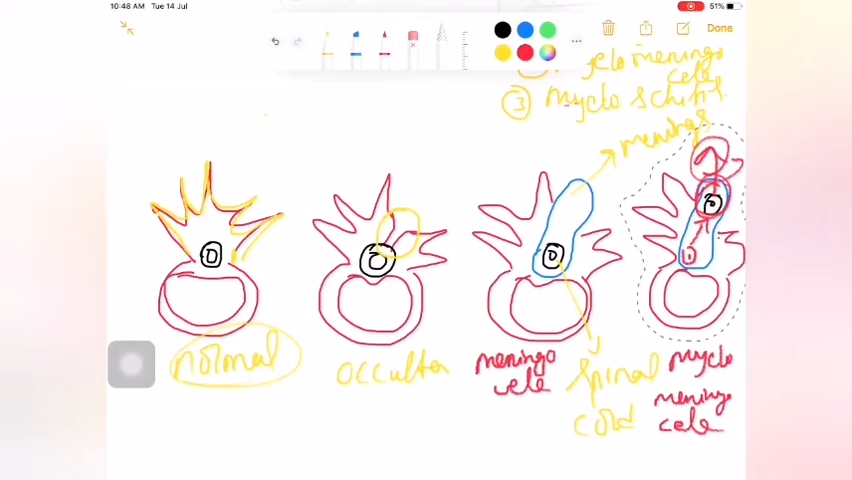 10:48 AM Tue 14 Jul
51%
Done
meningo
cele
③ myelo schisis
meninges
normal
occulta
meningo
cele
spinal
cord
myelo
meningo
cele